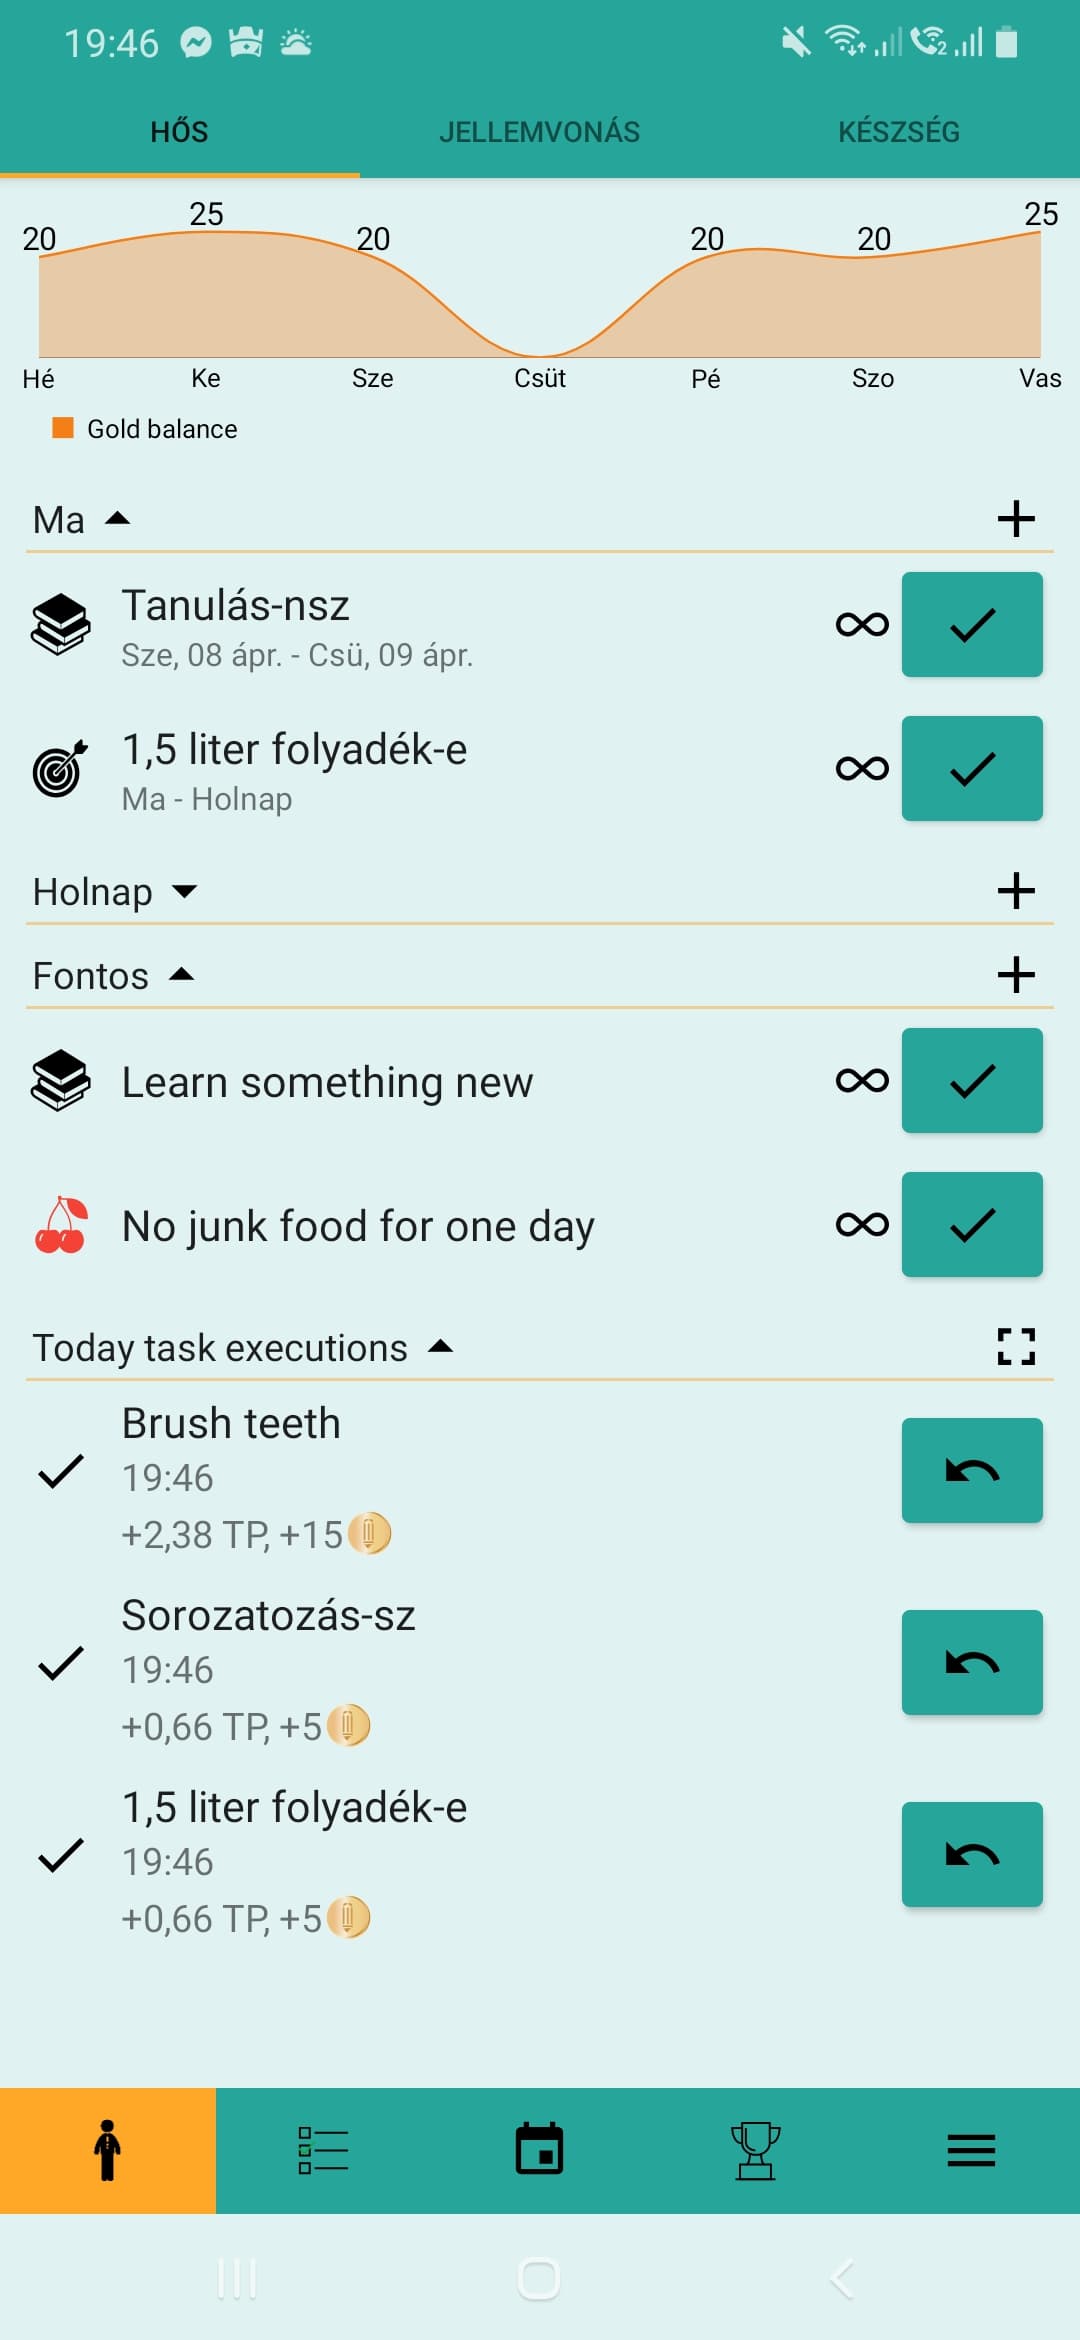 19:46
2
HŐS JELLEMVONÁS KÉSZSÉG
20 25 20 20 20 25
Hé Ke Sze Csüt Pé Szo Vas
Gold balance
Ma
Tanulás-nsz
Sze, 08 ápr. - Csü, 09 ápr.
1,5 liter folyadék-e
Ma - Holnap
Holnap
Fontos
Learn something new
No junk food for one day
Today task executions
Brush teeth
19:46
+2,38 TP, +15
Sorozatozás-sz
19:46
+0,66 TP, +5
1,5 liter folyadék-e
19:46
+0,66 TP, +5